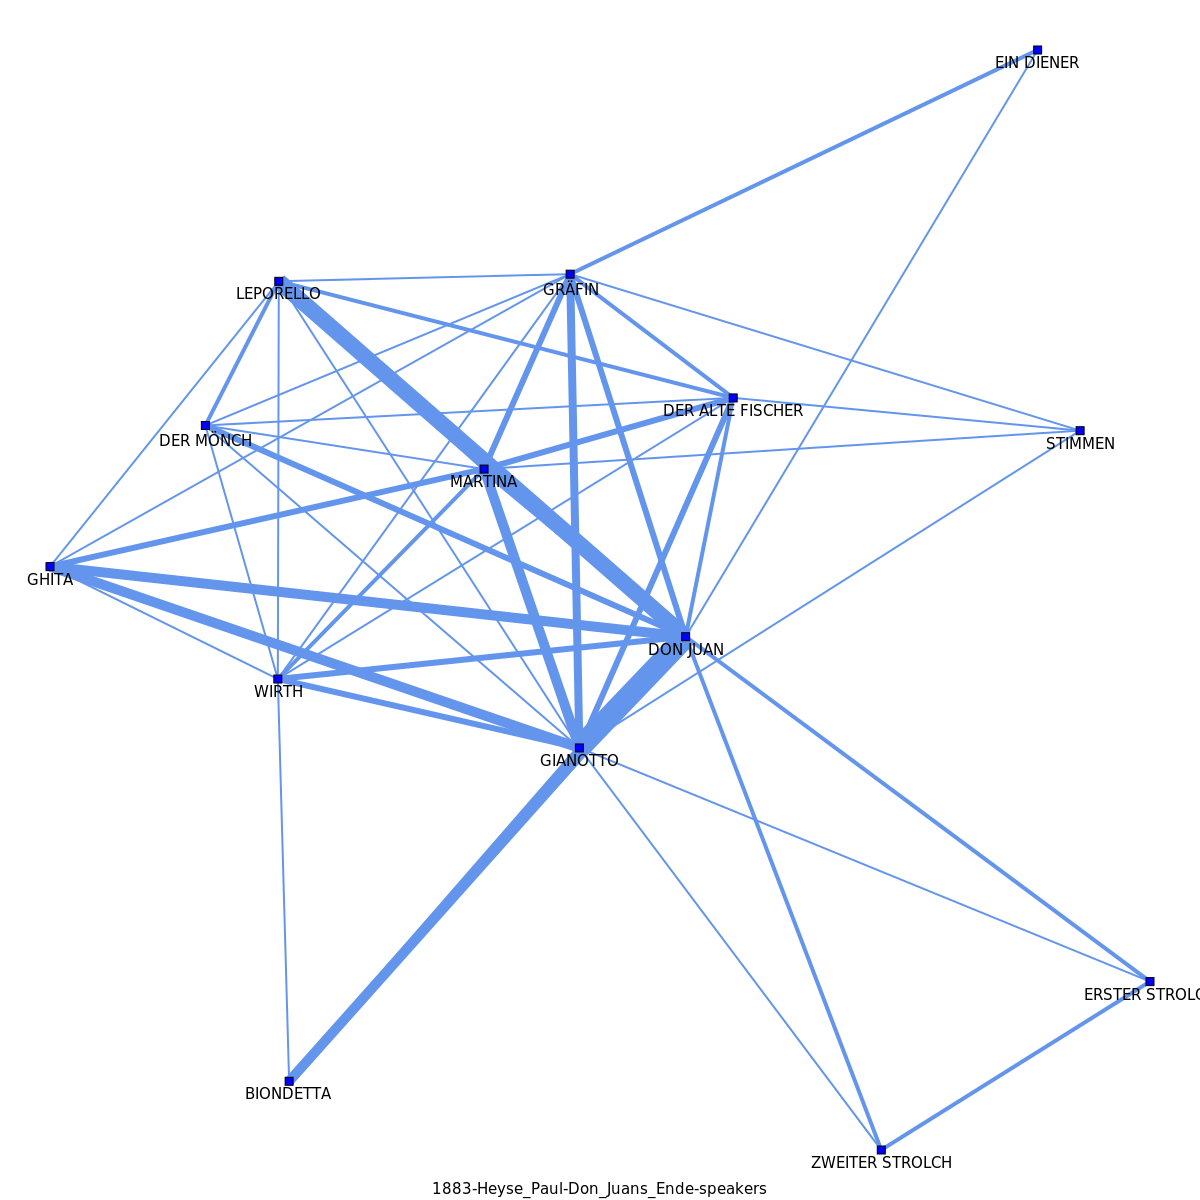 EIN DIENER
LEPORELLO
GRÄFIN
DER ALTE FISCHER
DER MÖNCH
STIMMEN
MARTINA
GHITA
DON JUAN
WIRTH
GIANOTTO
ERSTER STROLC
BIONDETTA
ZWEITER STROLCH
1883-Heyse_Paul-Don_Juans_Ende-speakers